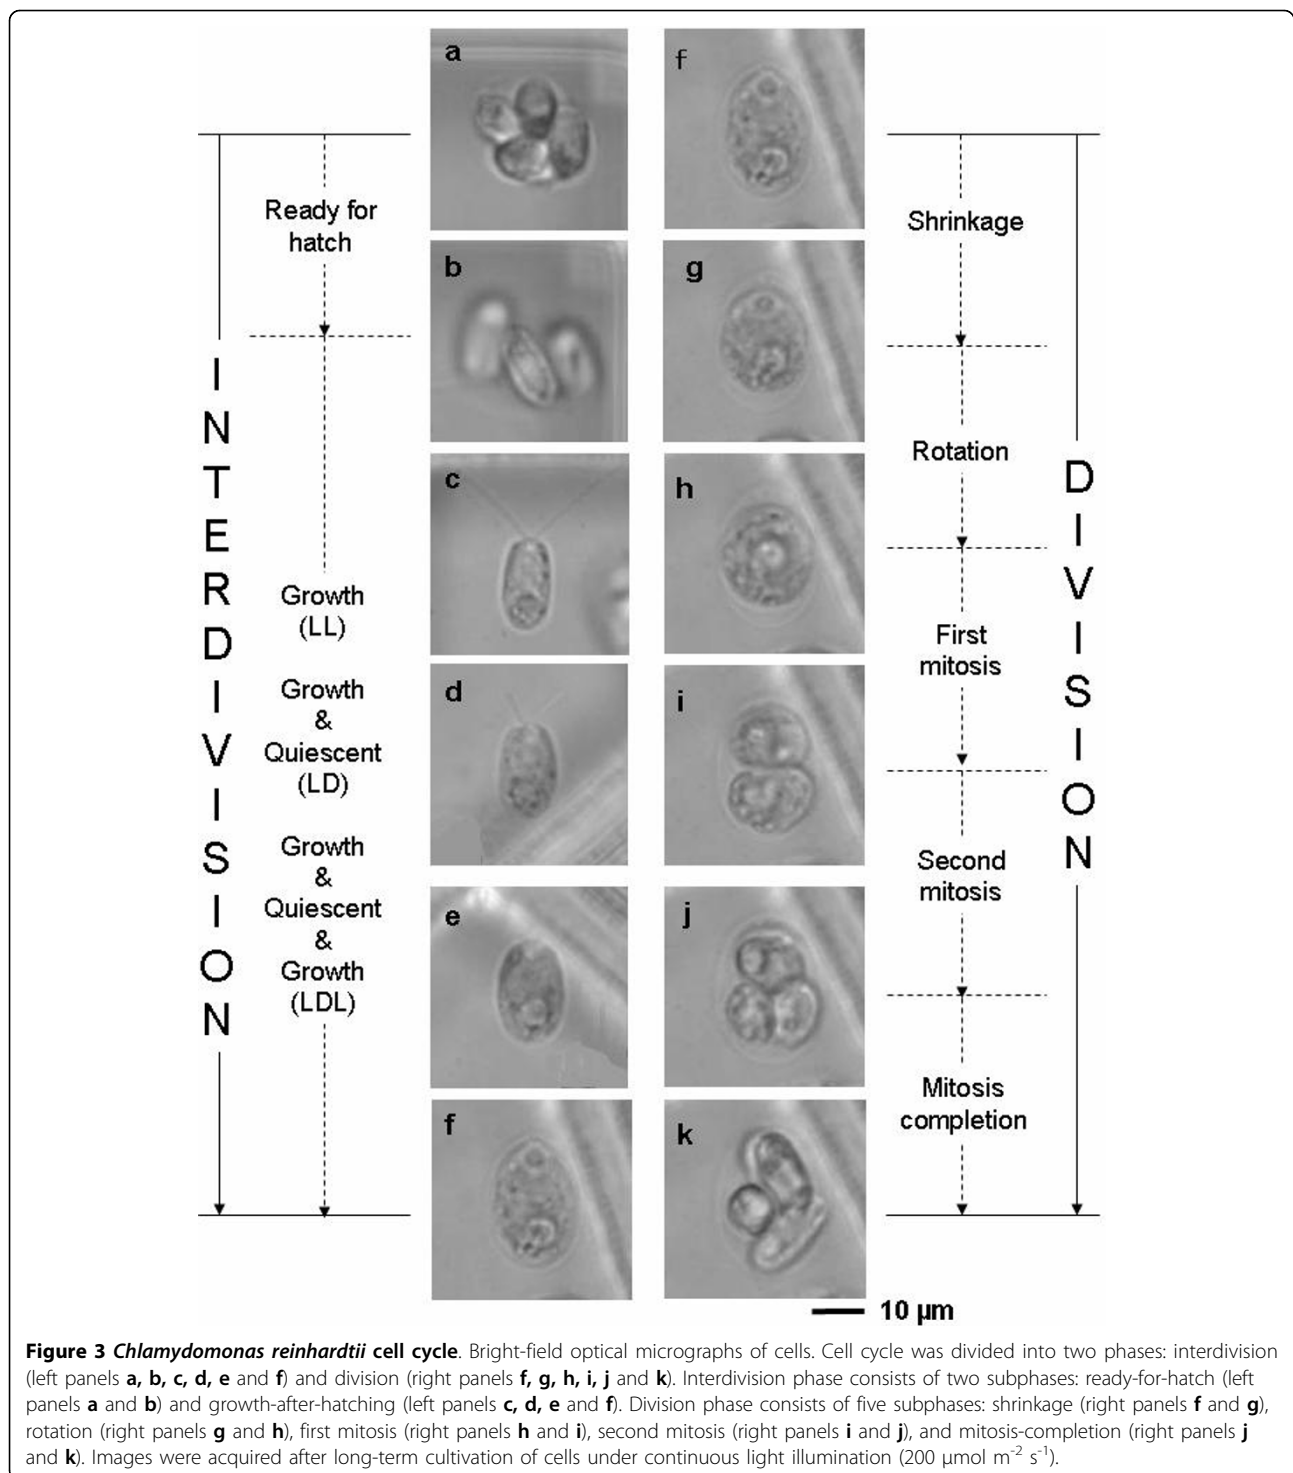 a
f
Ready for
hatch
Shrinkage
b
g
INTERDIVISION
Rotation
DIVISION
c
h
Growth
(LL)
First
mitosis
d
i
Growth
&
Quiescent
(LD)
Growth
&
Quiescent
&
Growth
(LDL)
Second
mitosis
e
j
Mitosis
completion
f
k
10 µm
Figure 3 Chlamydomonas reinhardtii cell cycle. Bright-field optical micrographs of cells. Cell cycle was divided into two phases: interdivision
(left panels a, b, c, d, e and f) and division (right panels f, g, h, i, j and k). Interdivision phase consists of two subphases: ready-for-hatch (left
panels a and b) and growth-after-hatching (left panels c, d, e and f). Division phase consists of five subphases: shrinkage (right panels f and g),
rotation (right panels g and h), first mitosis (right panels h and i), second mitosis (right panels i and j), and mitosis-completion (right panels j
and k). Images were acquired after long-term cultivation of cells under continuous light illumination (200 µmol m⁻² s⁻¹).